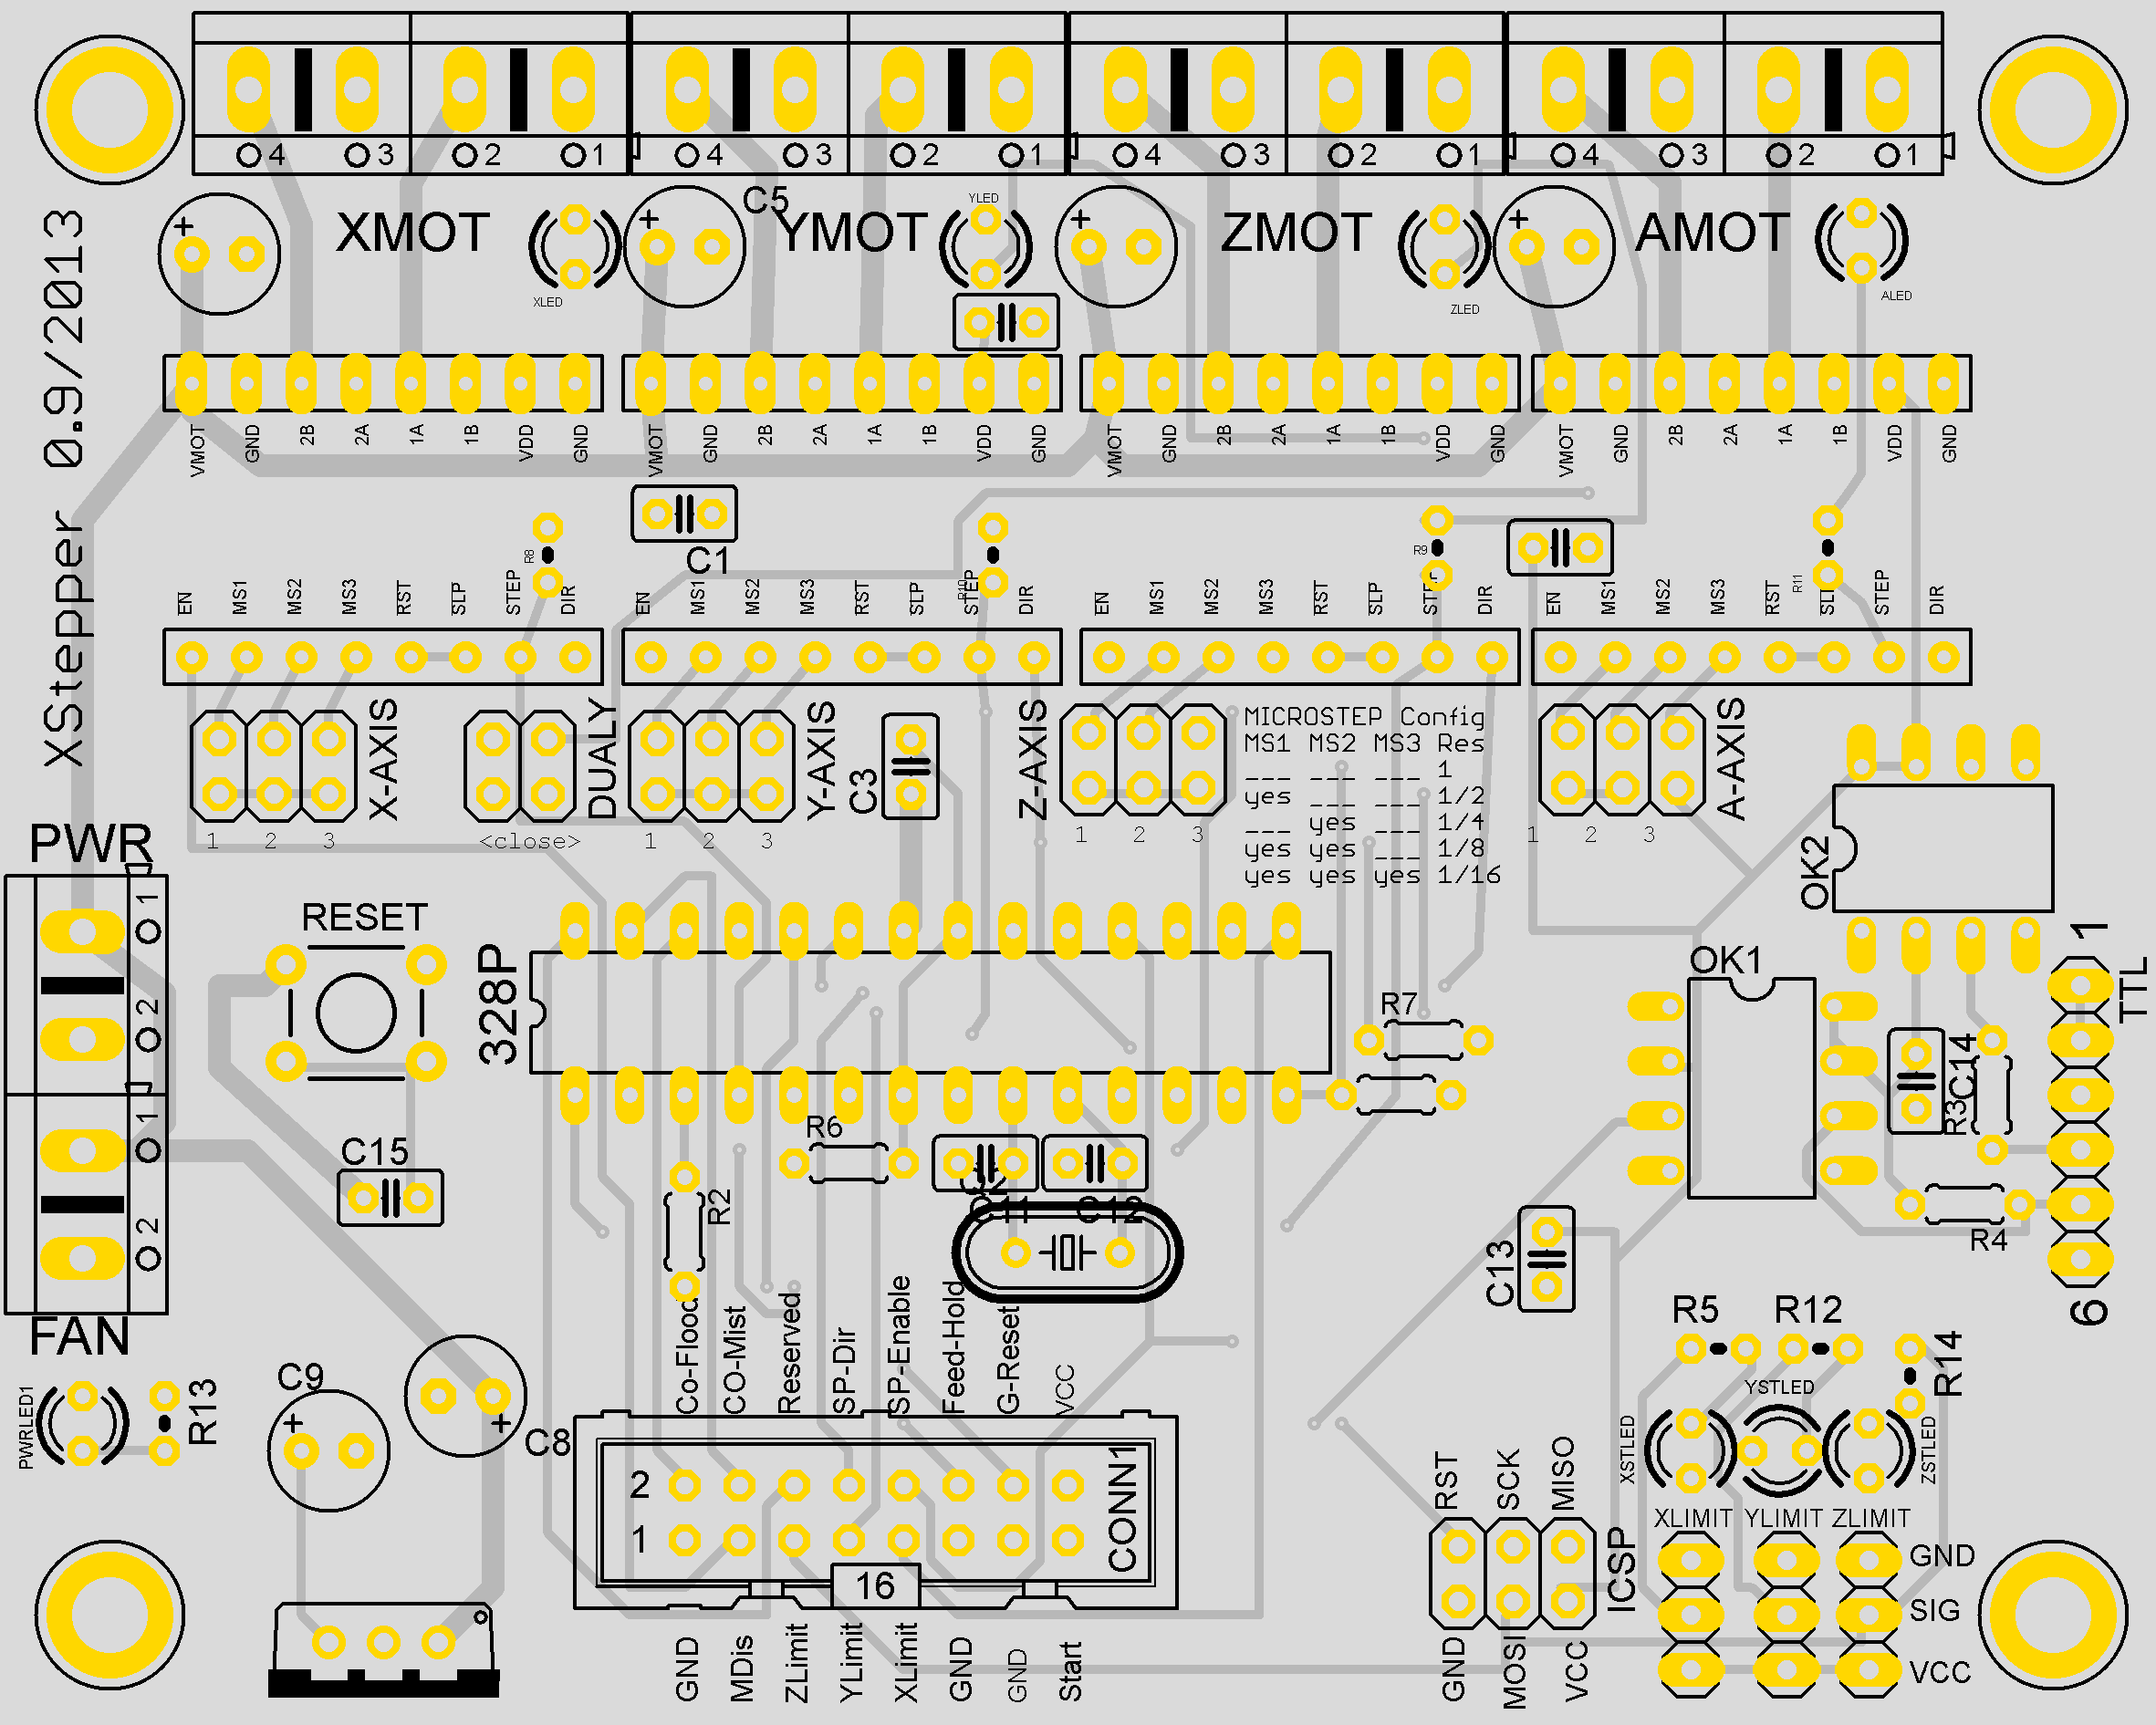 4 3 2 1 4 3 2 1 4 3 2 1 4 3 2 1
XStepper 0.9/2013
+ XMOT XLED
C5
+ YMOT YLED
+ ZMOT ZLED
+ AMOT ALED
VMOT GND 2B 2A 1A 1B VDD GND
VMOT GND 2B 2A 1A 1B VDD GND
VMOT GND 2B 2A 1A 1B VDD GND
VMOT GND 2B 2A 1A 1B VDD GND
C1
R8
R10
R9
R11
EN MS1 MS2 MS3 RST SLP STEP DIR
EN MS1 MS2 MS3 RST SLP STEP DIR
EN MS1 MS2 MS3 RST SLP STEP DIR
EN MS1 MS2 MS3 RST SLP STEP DIR
X-AXIS
1 2 3
DUALY
<close>
Y-AXIS
1 2 3
C3
Z-AXIS
1 2 3
MICROSTEP Config
MS1 MS2 MS3 Res
___ ___ ___ 1
yes ___ ___ 1/2
___ yes ___ 1/4
yes yes ___ 1/8
yes yes yes 1/16
A-AXIS
1 2 3
OK2
PWR
1
2
1
2
FAN
RESET
328P
OK1
1
TTL
6
R7
C14
R3
R4
C15
R6
R2
C11
C12
C13
R5
R12
R14
PWRLED1
R13
C9
+
+
C8
Co-Flood
CO-Mist
Reserved
SP-Dir
SP-Enable
Feed-Hold
G-Reset
VCC
2
1
CONN1
16
GND
MDis
ZLimit
YLimit
XLimit
GND
GND
Start
RST
SCK
MISO
ICSP
GND
MOSI
VCC
XSTLED
YSTLED
ZSTLED
XLIMIT YLIMIT ZLIMIT
GND
SIG
VCC